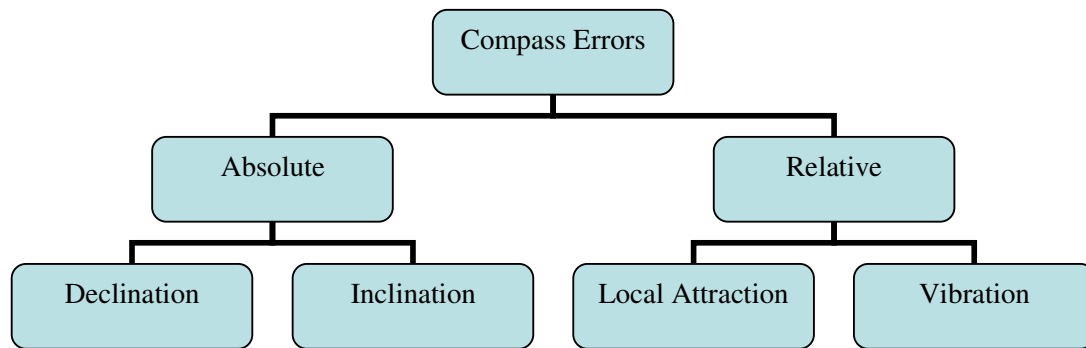 Compass Errors
Absolute
Relative
Declination
Inclination
Local Attraction
Vibration